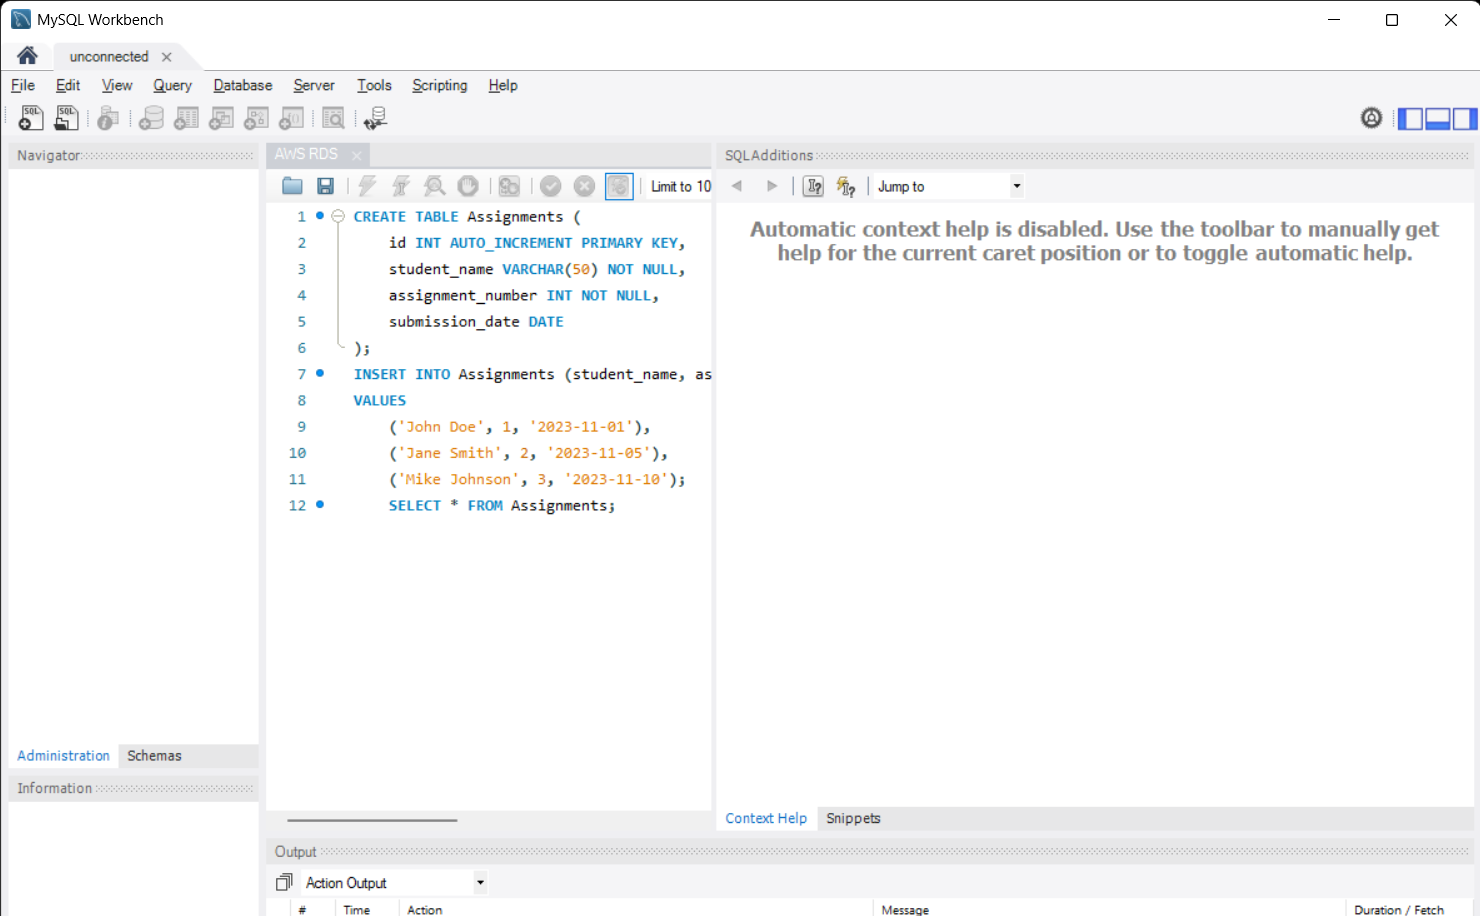 MySQL Workbench
unconnected
File Edit View Query Database Server Tools Scripting Help
Navigator
Administration Schemas
Information
AWS RDS
Limit to 10
1 CREATE TABLE Assignments (
2 id INT AUTO_INCREMENT PRIMARY KEY,
3 student_name VARCHAR(50) NOT NULL,
4 assignment_number INT NOT NULL,
5 submission_date DATE
6 );
7 INSERT INTO Assignments (student_name, as
8 VALUES
9 ('John Doe', 1, '2023-11-01'),
10 ('Jane Smith', 2, '2023-11-05'),
11 ('Mike Johnson', 3, '2023-11-10');
12 SELECT * FROM Assignments;
SQLAdditions
Jump to
Automatic context help is disabled. Use the toolbar to manually get
help for the current caret position or to toggle automatic help.
Context Help Snippets
Output
Action Output
# Time Action Message Duration / Fetch